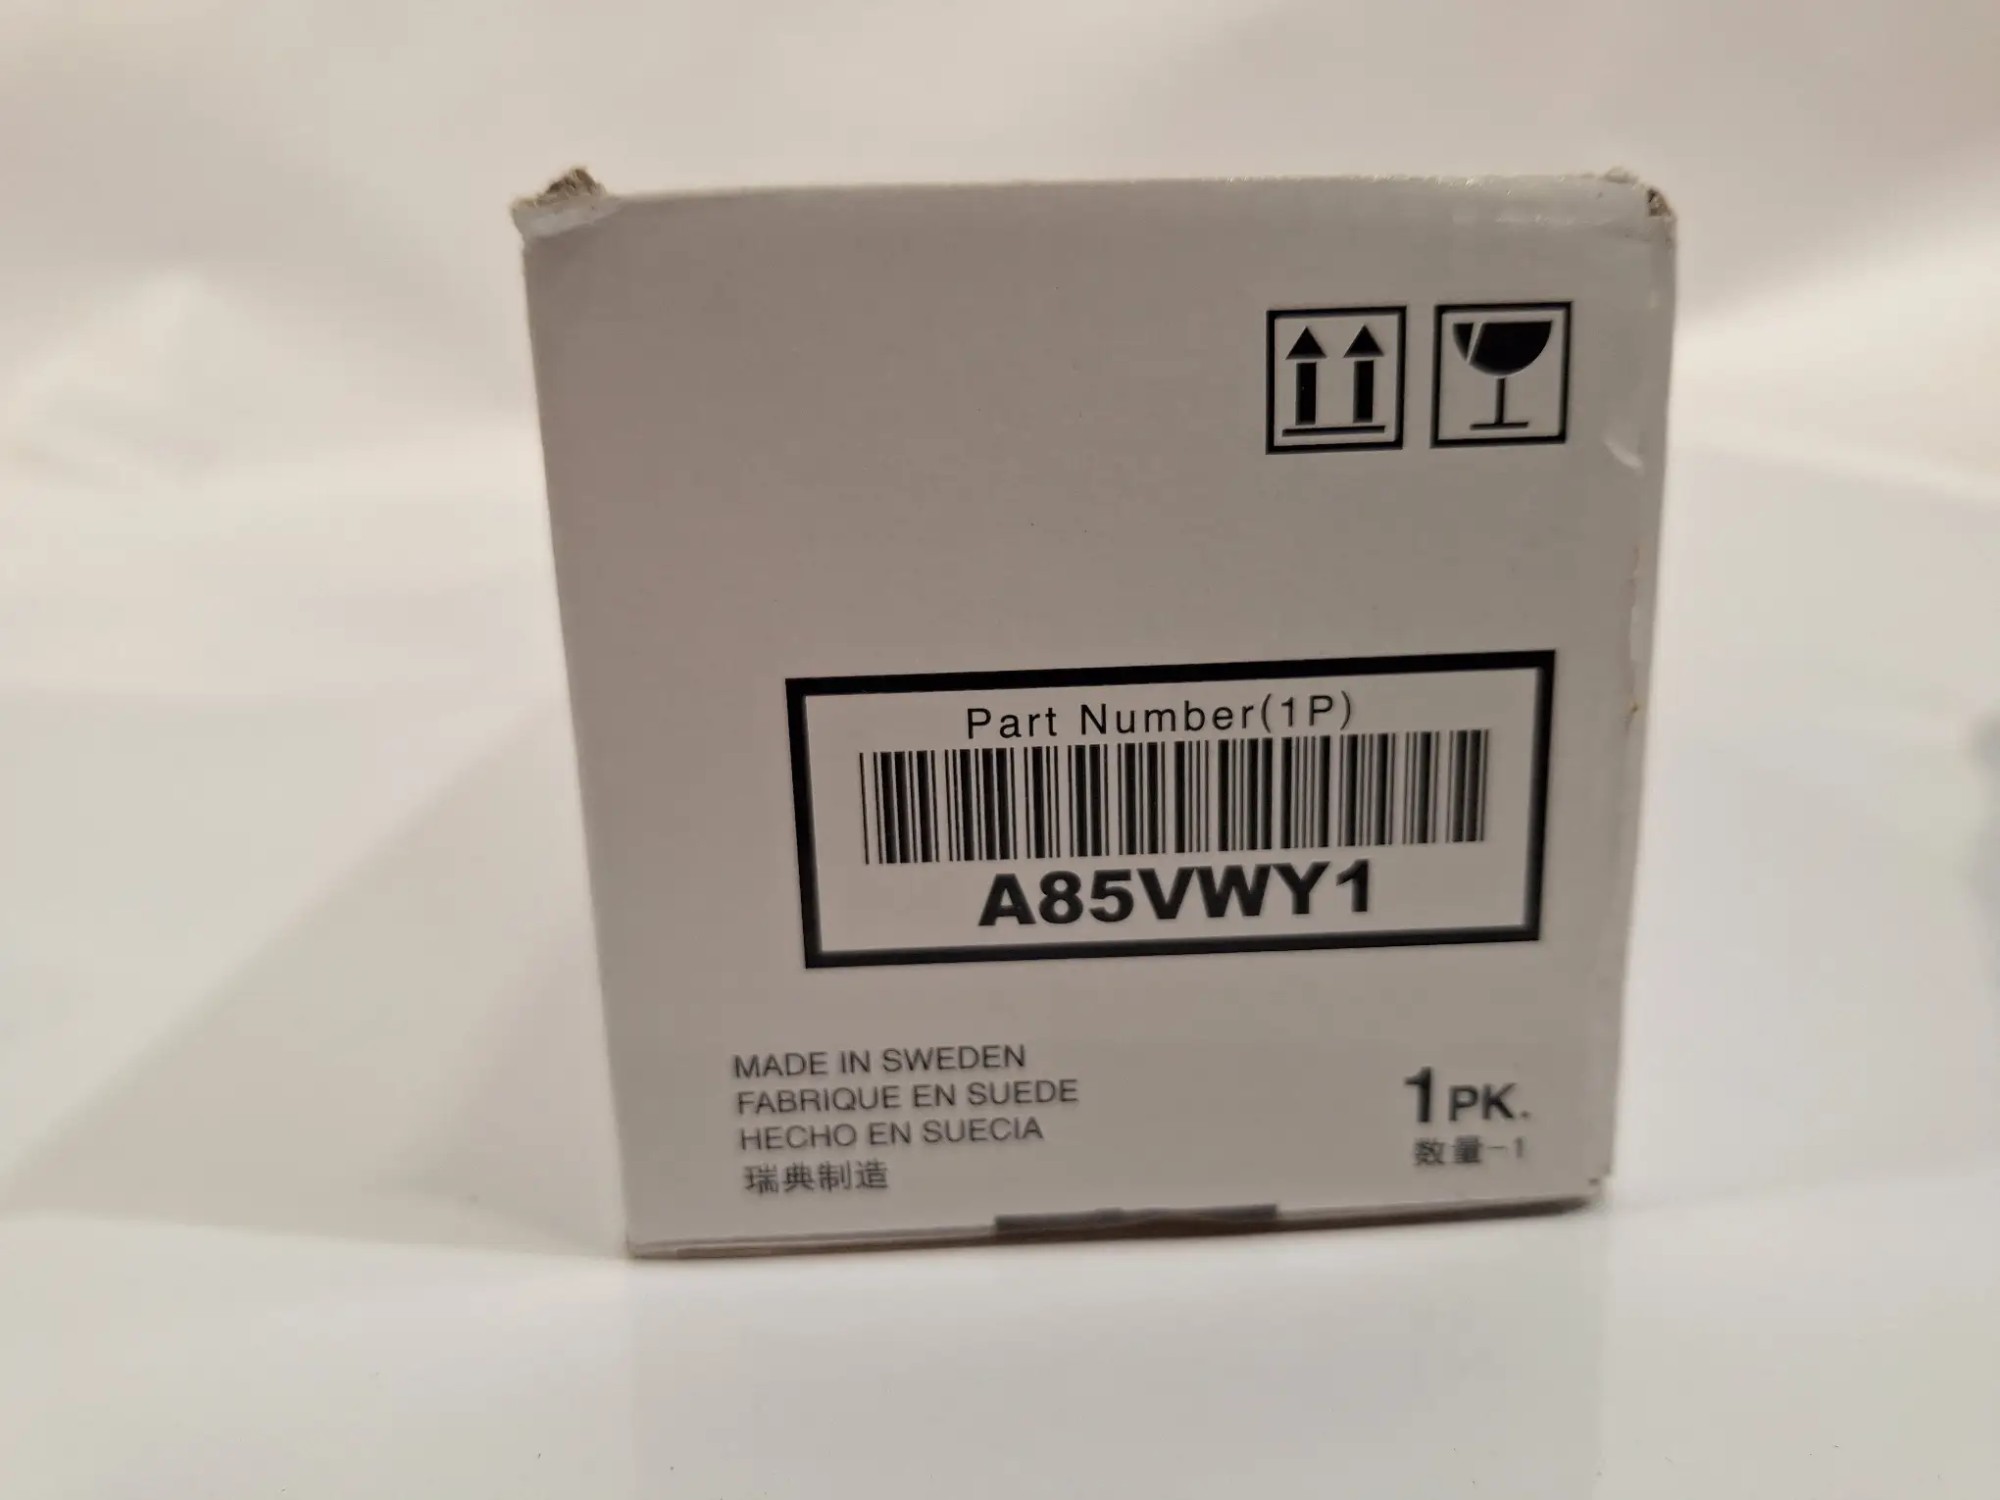 Part Number(1P)
A85VWY1
MADE IN SWEDEN
FABRIQUE EN SUEDE
HECHO EN SUECIA
瑞典制造
1PK.
数量-1